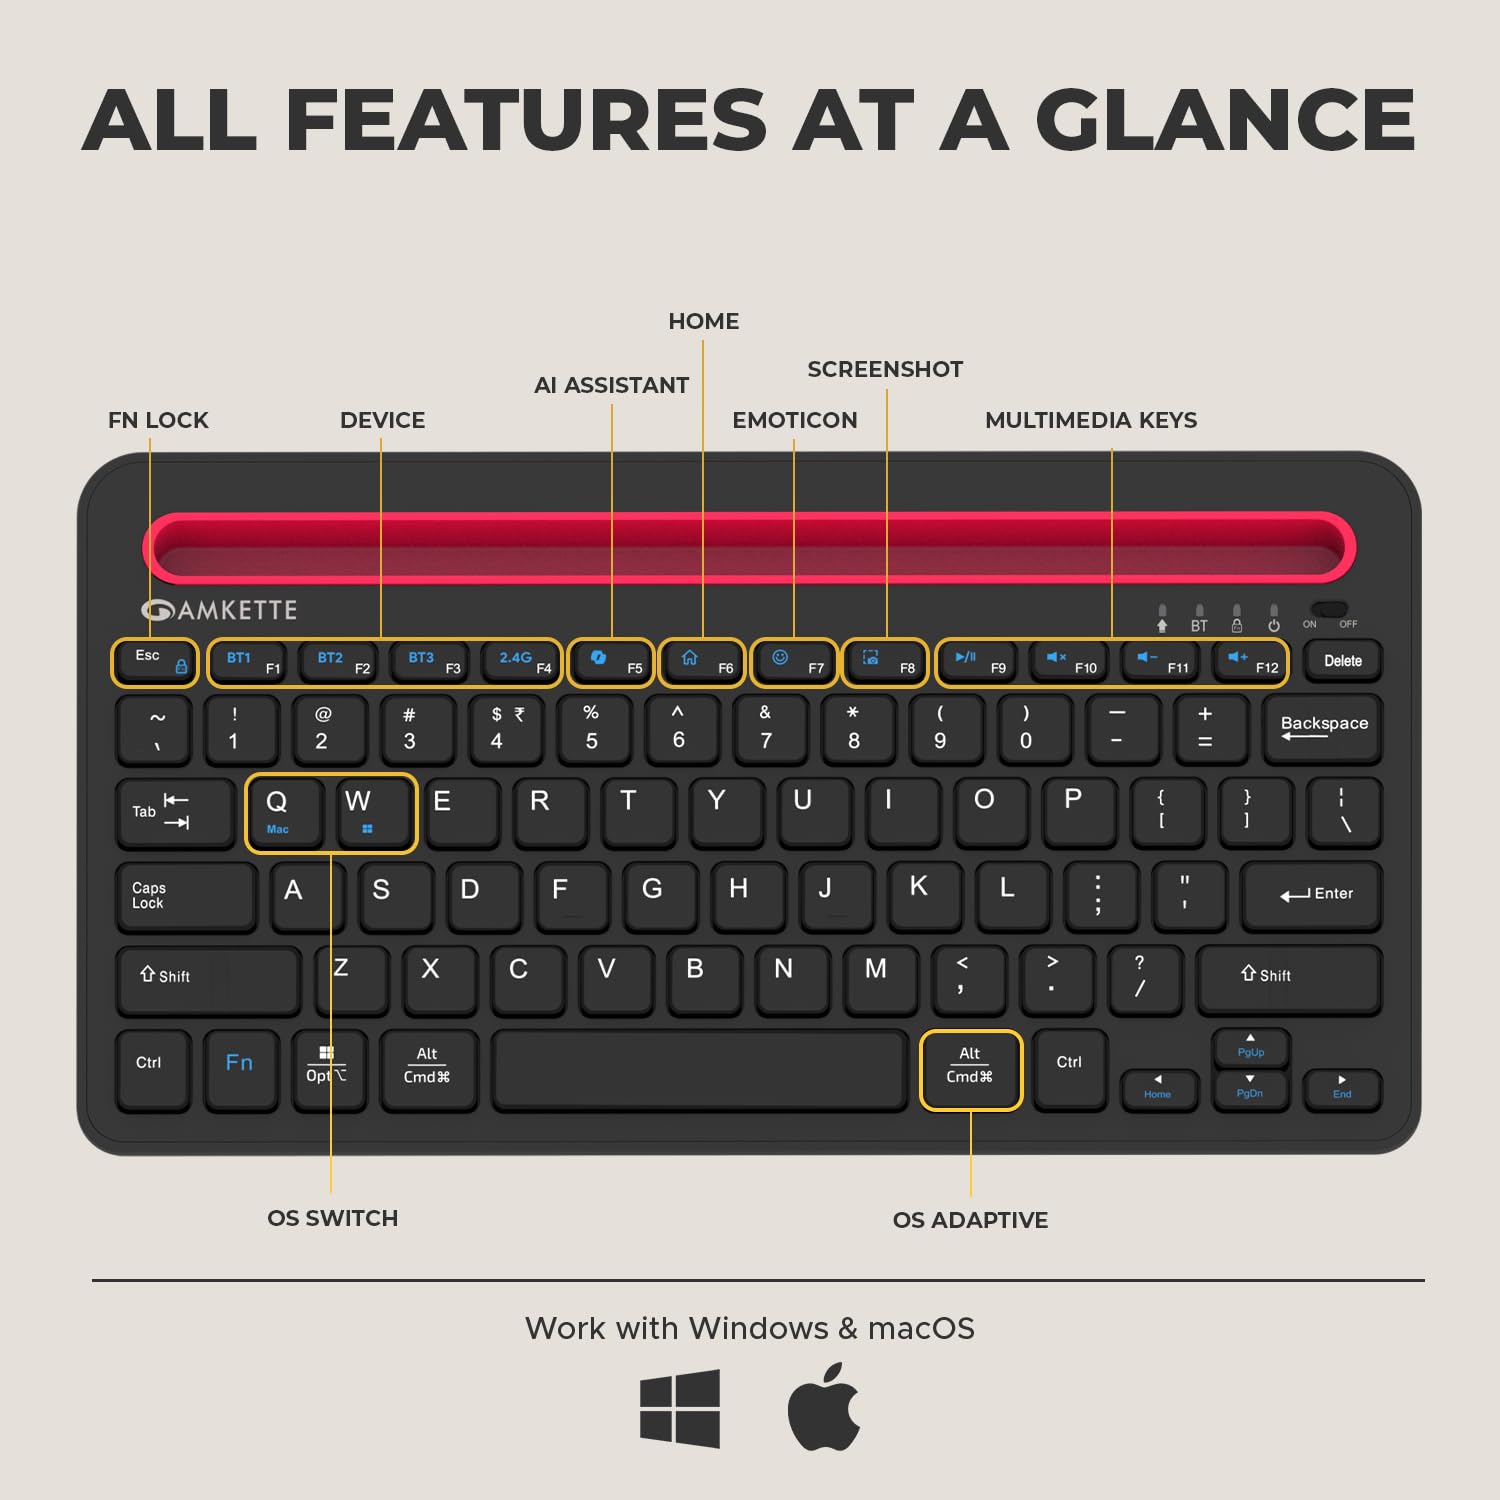 ALL FEATURES AT A GLANCE
HOME
SCREENSHOT
AI ASSISTANT
FN LOCK DEVICE EMOTICON MULTIMEDIA KEYS
AMKETTE
BT ON OFF
Esc BT1 F1 BT2 F2 BT3 F3 2.4G F4 F5 F6 F7 F8 F9 F10 F11 F12 Delete
~ ! @ # $ ₹ % ^ & * ( ) — +
` 1 2 3 4 5 6 7 8 9 0 - = Backspace
Tab Q W E R T Y U I O P { } ¦
Mac [ ] \
Caps Lock A S D F G H J K L : " Enter
; '
Shift Z X C V B N M < > ? Shift
, . /
Ctrl Fn Opt⌥ Alt Cmd⌘ Alt Cmd⌘ Ctrl PgUp
Home PgDn End
OS SWITCH OS ADAPTIVE
Work with Windows & macOS